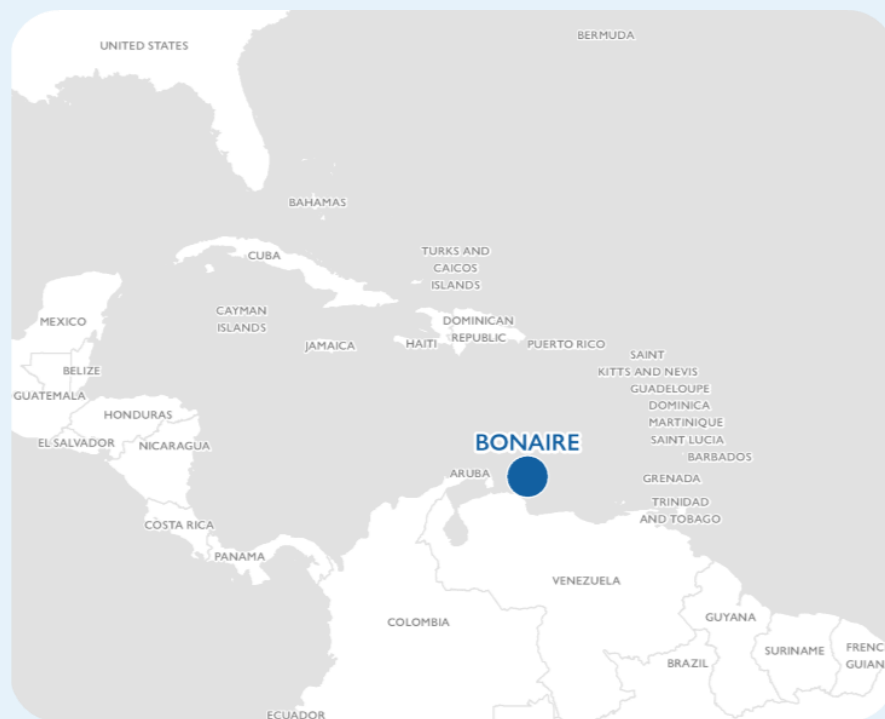 UNITED STATES
BERMUDA
BAHAMAS
CUBA
TURKS AND
CAICOS
ISLANDS
MEXICO
CAYMAN
ISLANDS
DOMINICAN
REPUBLIC
JAMAICA
HAITI
PUERTO RICO
SAINT
KITTS AND NEVIS
BELIZE
GUADELOUPE
GUATEMALA
DOMINICA
HONDURAS
MARTINIQUE
EL SALVADOR
NICARAGUA
BONAIRE
SAINT LUCIA
BARBADOS
ARUBA
GRENADA
TRINIDAD
AND TOBAGO
COSTA RICA
PANAMA
VENEZUELA
COLOMBIA
GUYANA
SURINAME
FRENC
GUIAN
BRAZIL
ECUADOR